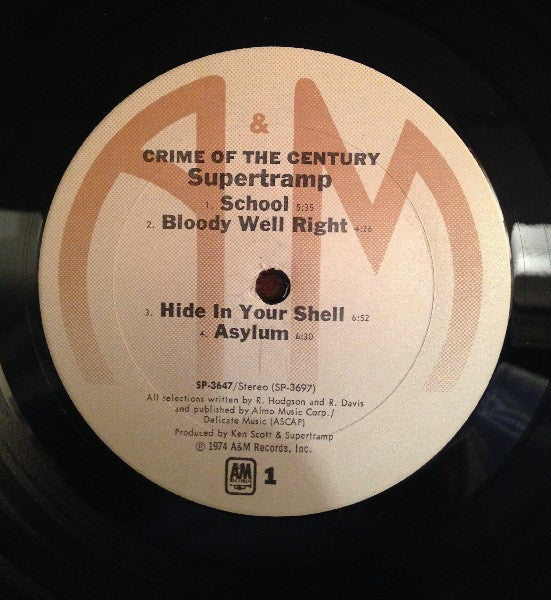 A&M
CRIME OF THE CENTURY
Supertramp
1. School 5:35
2. Bloody Well Right 4:26
3. Hide In Your Shell 6:52
4. Asylum 6:30
SP-3647/Stereo (SP-3697)
All selections written by R. Hodgson and R. Davis
and published by Almo Music Corp./
Delicate Music (ASCAP)
Produced by Ken Scott & Supertramp
℗ 1974 A&M Records, Inc.
A&M RECORDS 1